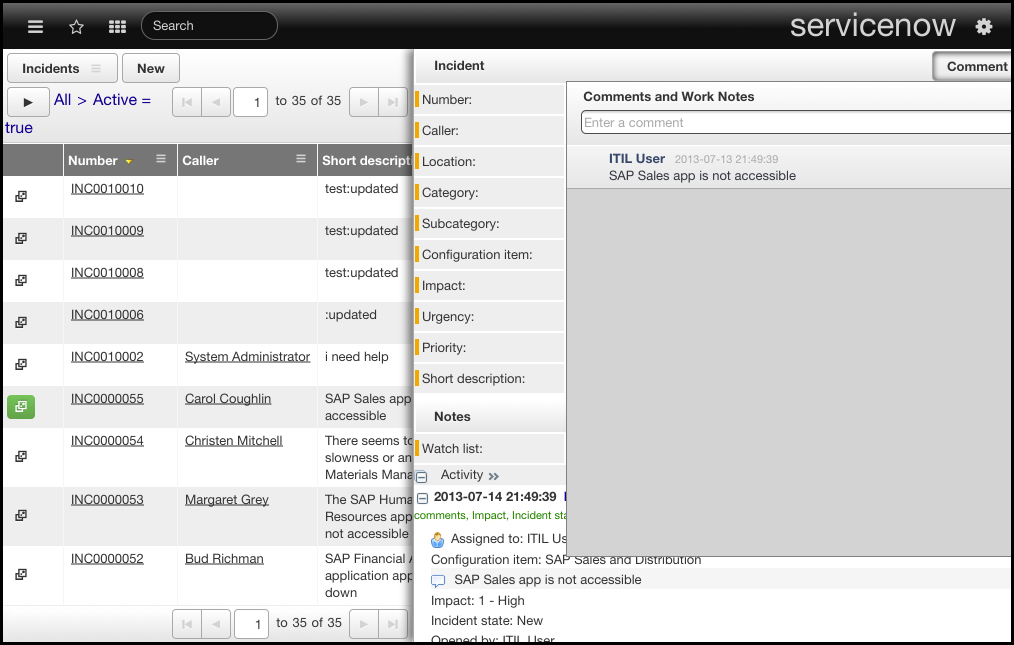 Search
servicenow
Incidents
New
All > Active =
true
1
to 35 of 35
Number
Caller
Short descript
INC0010010
test:updated
INC0010009
test:updated
INC0010008
test:updated
INC0010006
:updated
INC0010002
System Administrator
i need help
INC0000055
Carol Coughlin
SAP Sales app
accessible
INC0000054
Christen Mitchell
There seems to
slowness or an
Materials Mana
INC0000053
Margaret Grey
The SAP Huma
Resources app
not accessible
INC0000052
Bud Richman
SAP Financial A
application app
down
1
to 35 of 35
Incident
Comment
Number:
Caller:
Location:
Category:
Subcategory:
Configuration item:
Impact:
Urgency:
Priority:
Short description:
Notes
Watch list:
Activity
2013-07-14 21:49:39
comments, Impact, Incident sta
Assigned to: ITIL Us
Configuration item: SAP Sales and Distribution
SAP Sales app is not accessible
Impact: 1 - High
Incident state: New
Opened by: ITIL User
Comments and Work Notes
Enter a comment
ITIL User 2013-07-13 21:49:39
SAP Sales app is not accessible